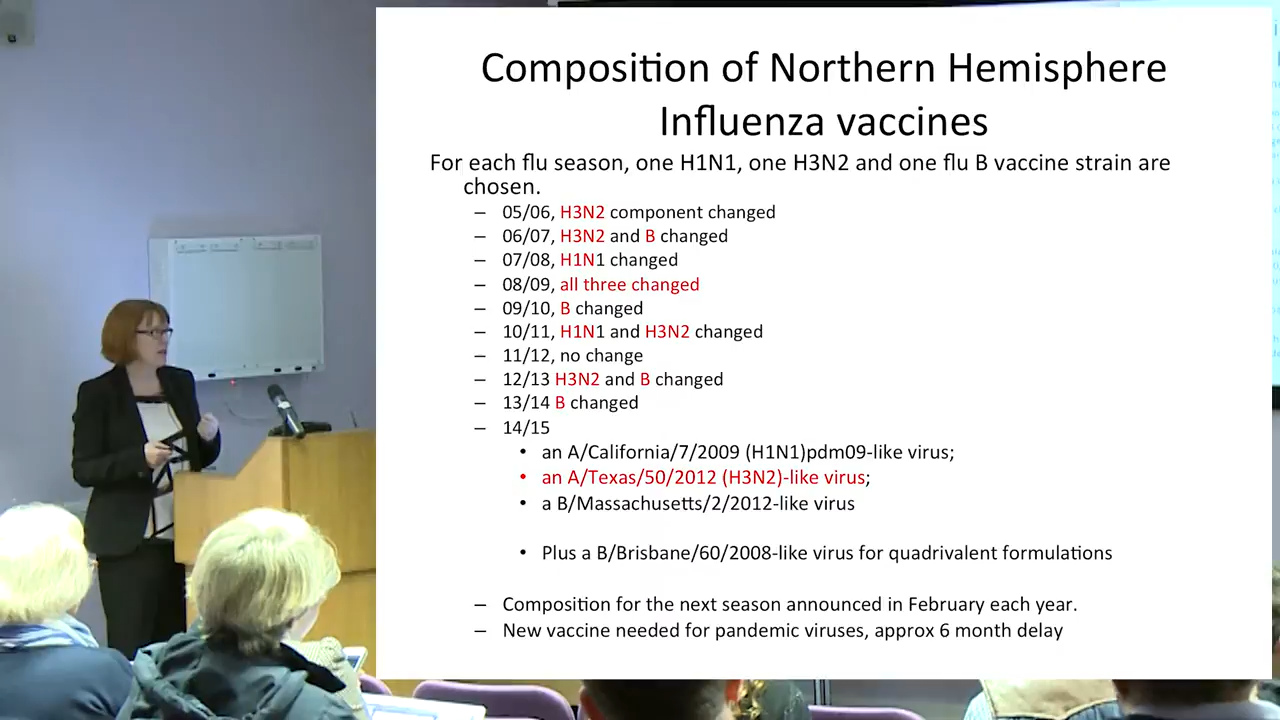 Composition of Northern Hemisphere
Influenza vaccines
For each flu season, one H1N1, one H3N2 and one flu B vaccine strain are
chosen.
– 05/06, H3N2 component changed
– 06/07, H3N2 and B changed
– 07/08, H1N1 changed
– 08/09, all three changed
– 09/10, B changed
– 10/11, H1N1 and H3N2 changed
– 11/12, no change
– 12/13 H3N2 and B changed
– 13/14 B changed
– 14/15
• an A/California/7/2009 (H1N1)pdm09-like virus;
• an A/Texas/50/2012 (H3N2)-like virus;
• a B/Massachusetts/2/2012-like virus
• Plus a B/Brisbane/60/2008-like virus for quadrivalent formulations
– Composition for the next season announced in February each year.
– New vaccine needed for pandemic viruses, approx 6 month delay